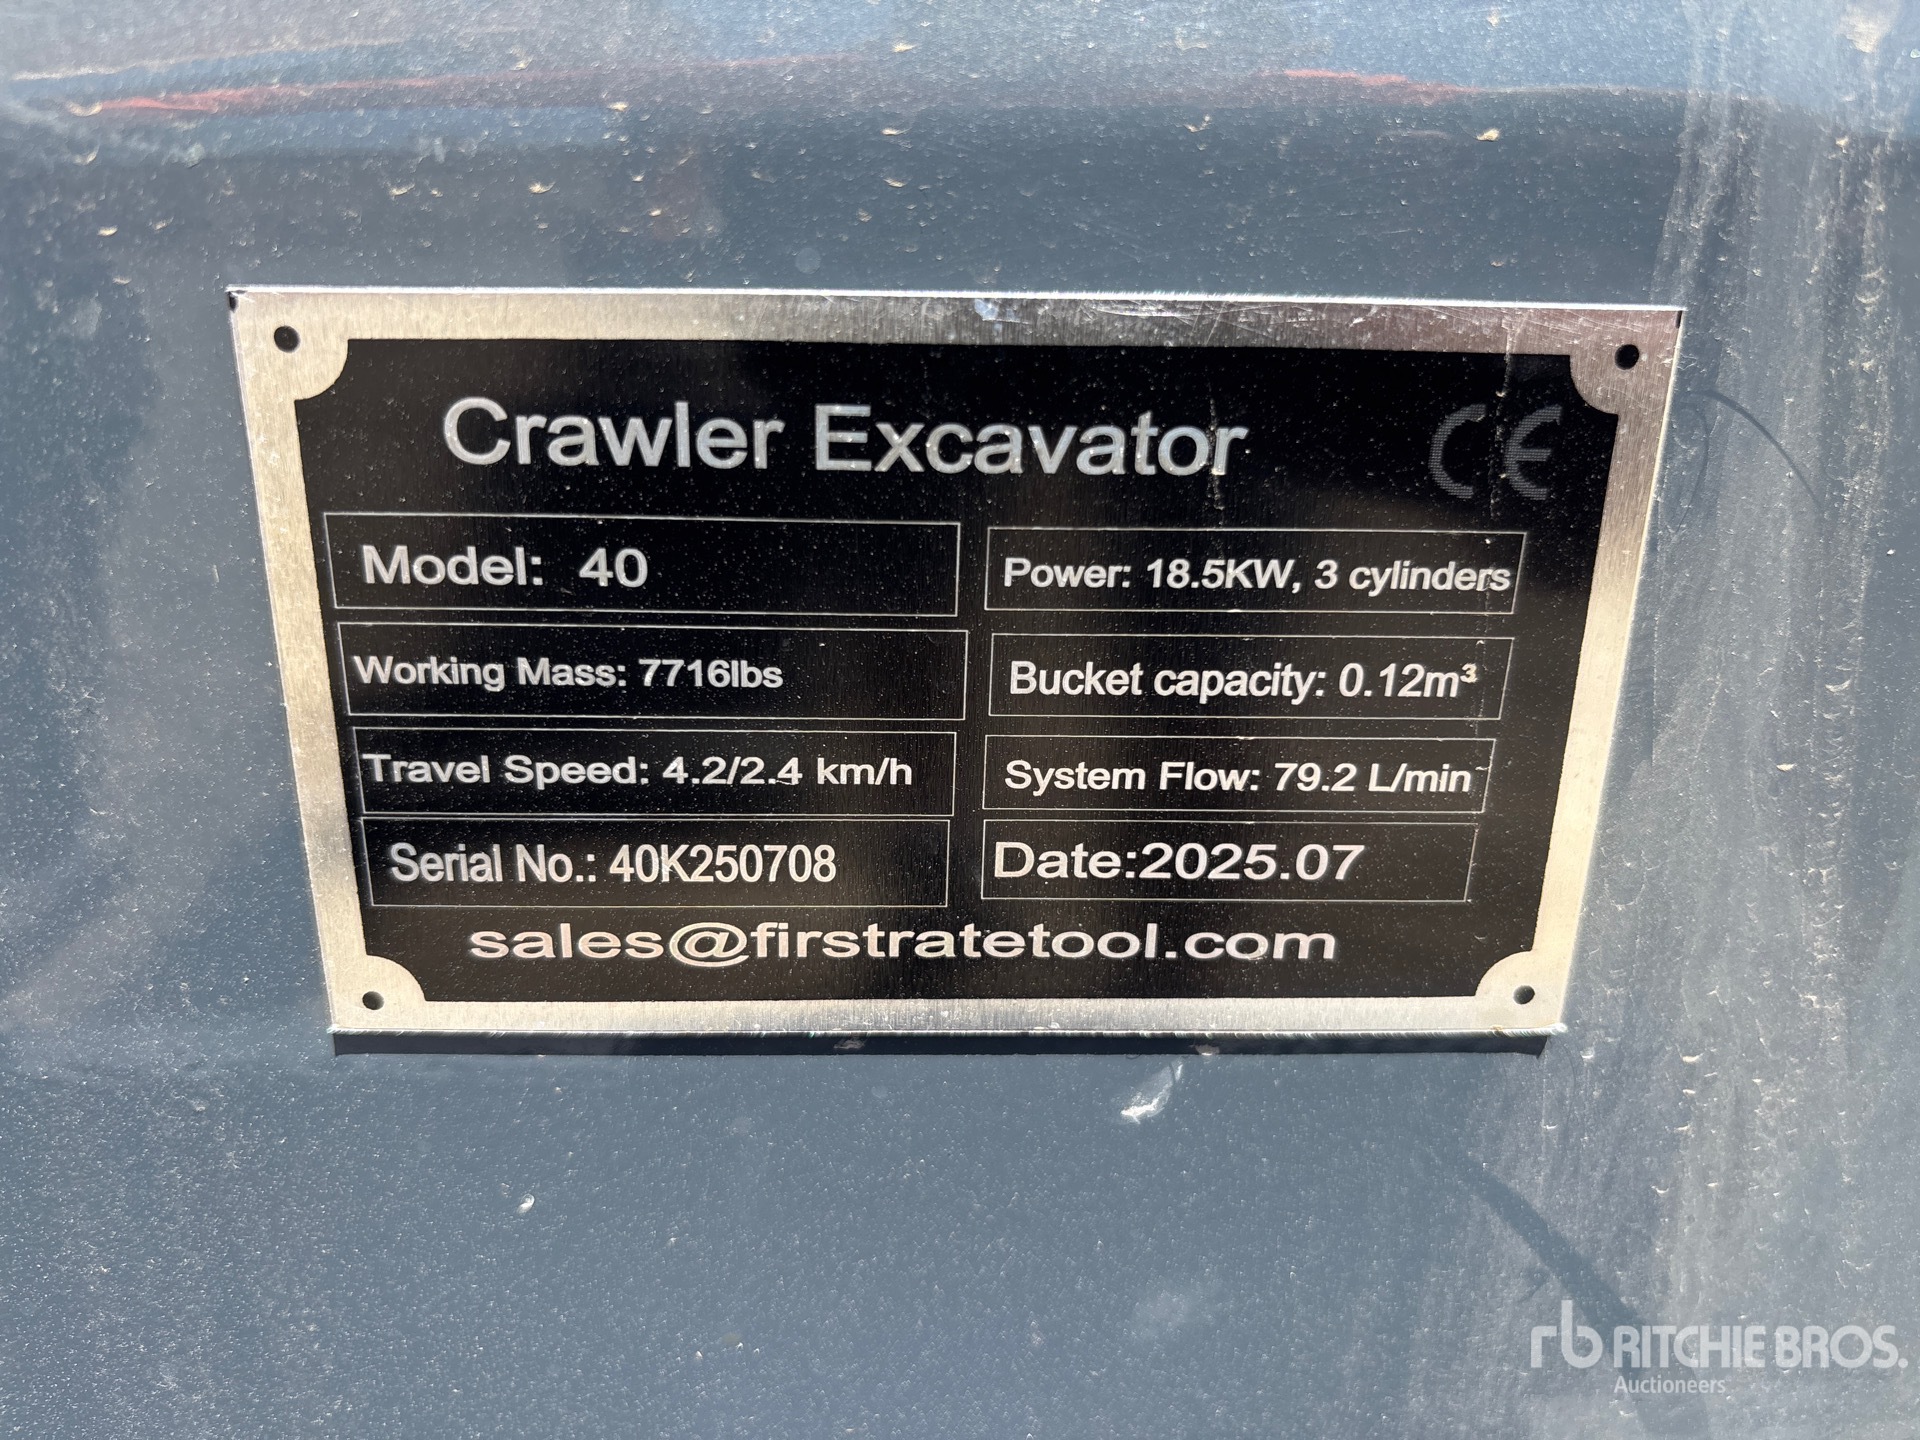 Crawler Excavator CE
Model: 40
Power: 18.5KW, 3 cylinders
Working Mass: 7716lbs
Bucket capacity: 0.12m³
Travel Speed: 4.2/2.4 km/h
System Flow: 79.2 L/min
Serial No.: 40K250708
Date:2025.07
sales@firstratetool.com
rb RITCHIE BROS.
Auctioneers